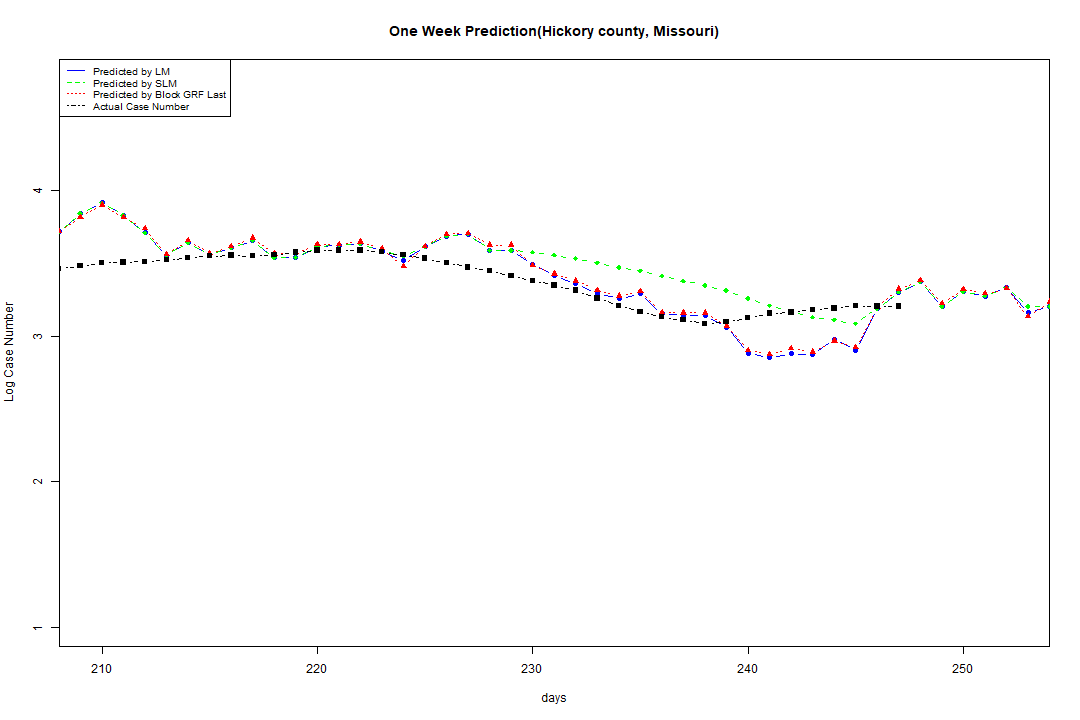 One Week Prediction(Hickory county, Missouri)
Predicted by LM
Predicted by SLM
Predicted by Block GRF Last
Actual Case Number
4
3
2
1
Log Case Number
210 220 230 240 250
days